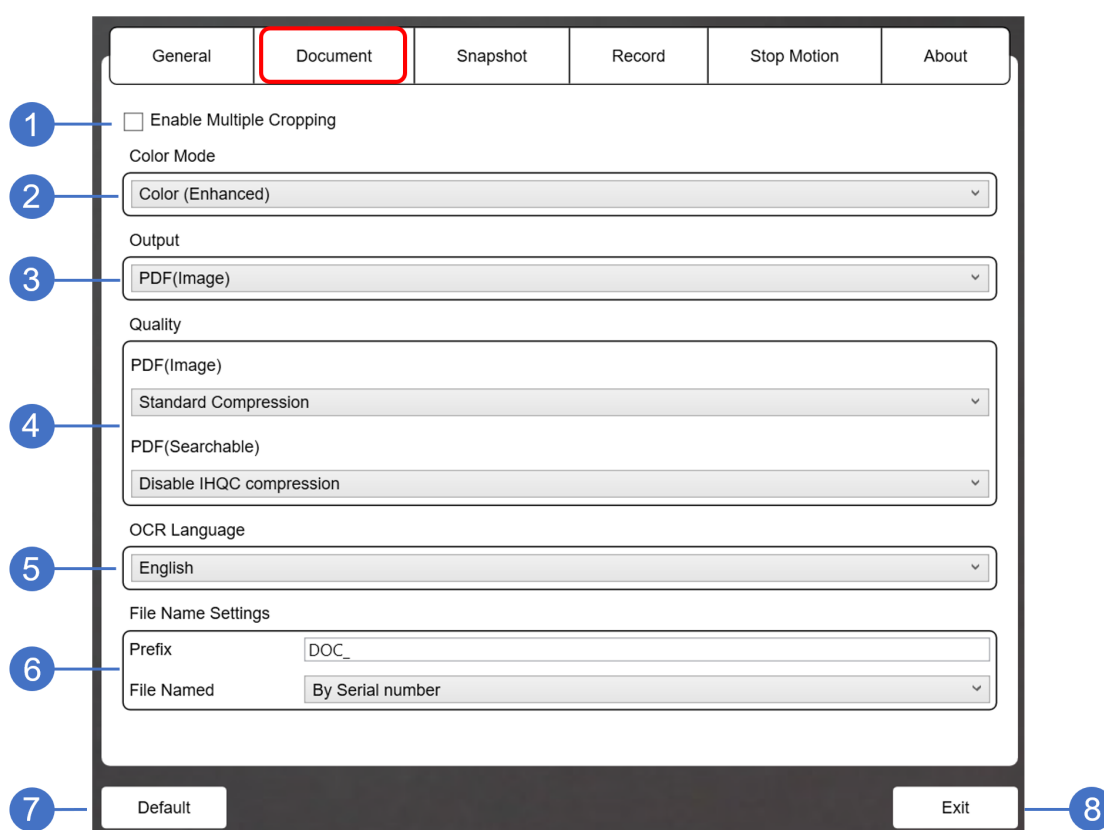 General Document Snapshot Record Stop Motion About
1 Enable Multiple Cropping
Color Mode
2 Color (Enhanced)
Output
3 PDF(Image)
Quality
PDF(Image)
Standard Compression
4
PDF(Searchable)
Disable IHQC compression
OCR Language
5 English
File Name Settings
Prefix DOC_
6
File Named By Serial number
7 Default Exit 8